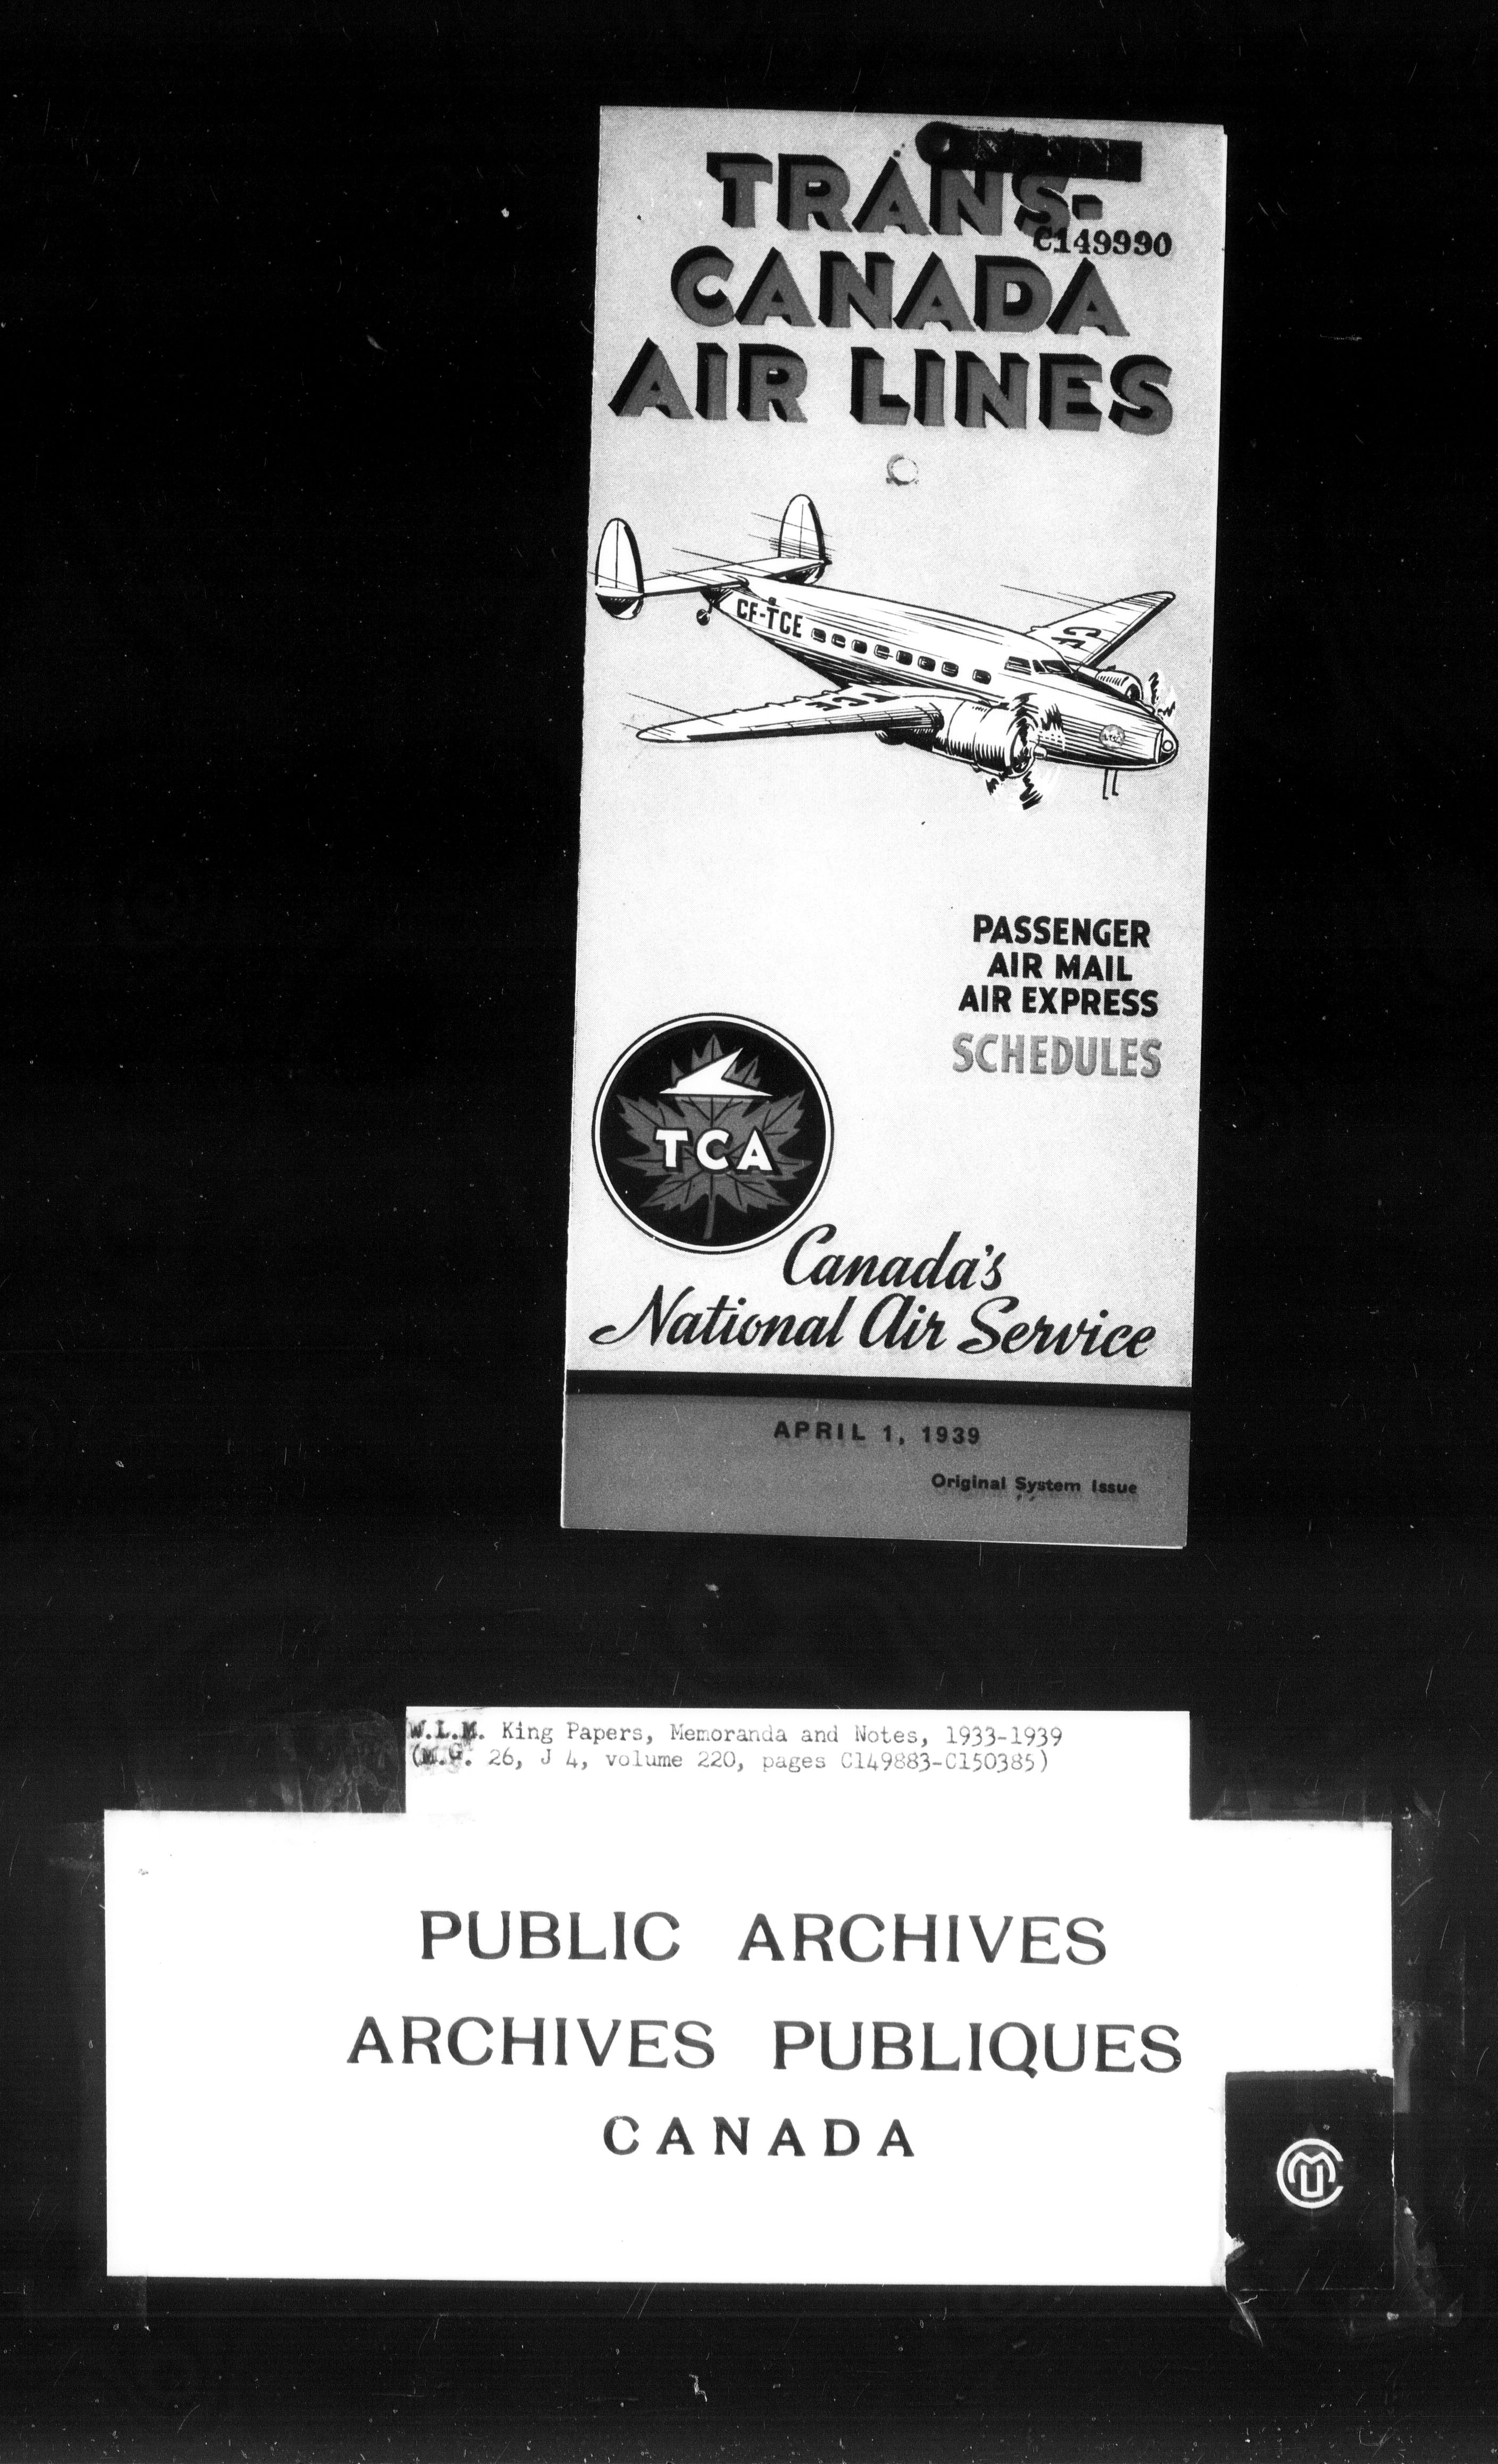 TRANS-
C149990
CANADA
AIR LINES
CF-TCE
CF
TCE
PASSENGER
AIR MAIL
AIR EXPRESS
SCHEDULES
TCA
Canada's
National Air Service
APRIL 1, 1939
Original System Issue
W.L.M. King Papers, Memoranda and Notes, 1933-1939
(M.G. 26, J 4, volume 220, pages C149883-C150385)
PUBLIC ARCHIVES
ARCHIVES PUBLIQUES
CANADA